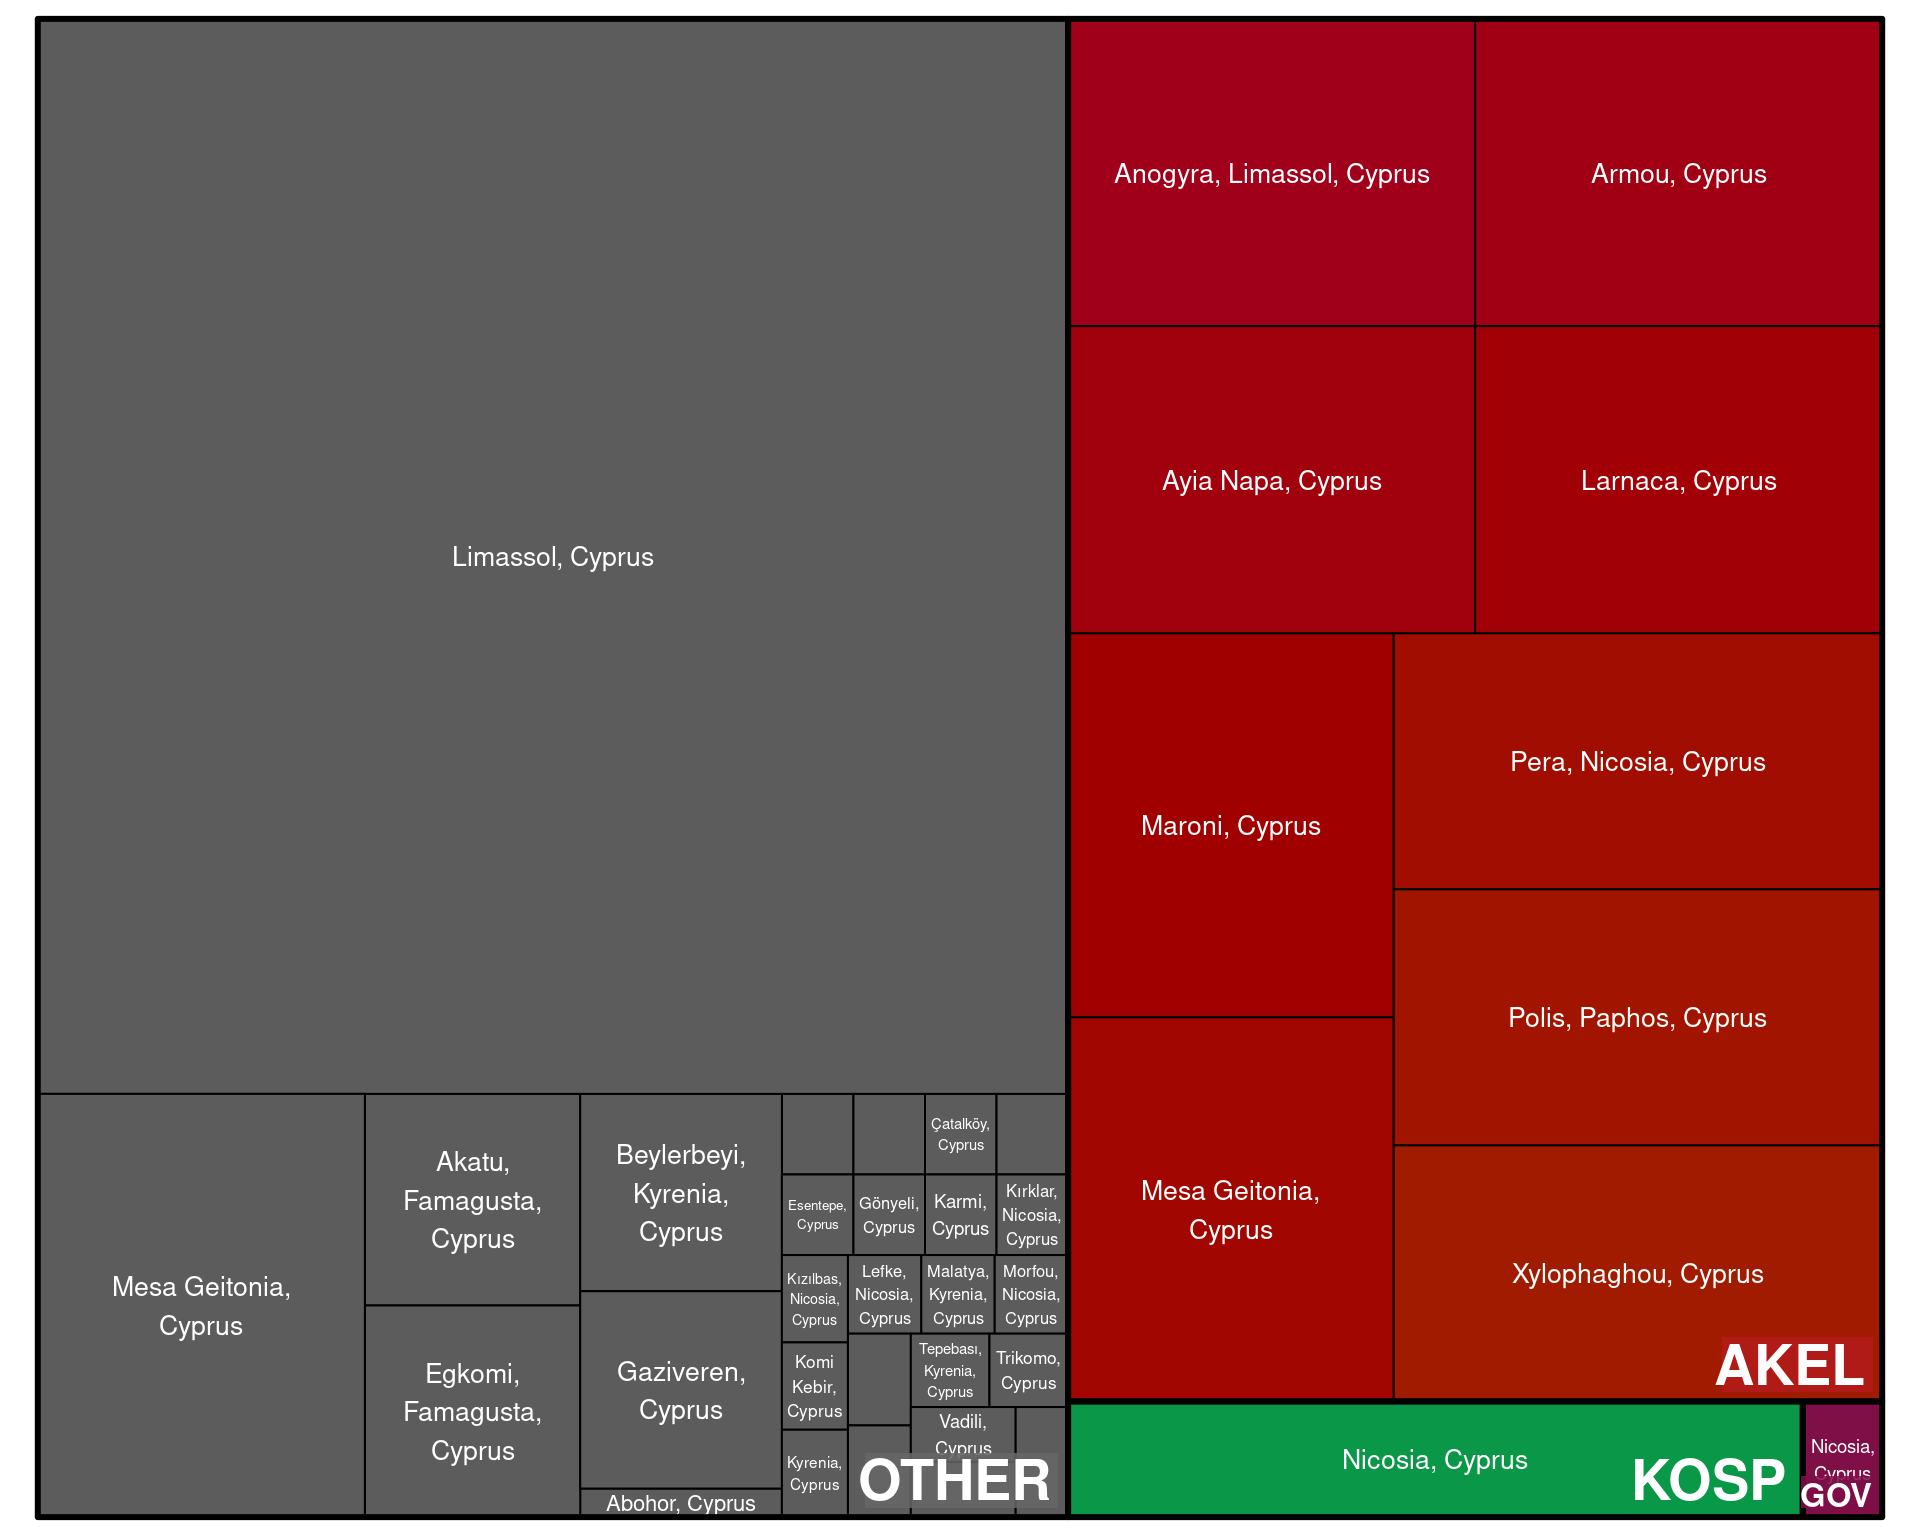 Limassol, Cyprus
Mesa Geitonia,
Cyprus
Akatu,
Famagusta,
Cyprus
Egkomi,
Famagusta,
Cyprus
Beylerbeyi,
Kyrenia,
Cyprus
Gaziveren,
Cyprus
Abohor, Cyprus
Çatalköy,
Cyprus
Esentepe,
Cyprus
Gönyeli,
Cyprus
Karmi,
Cyprus
Kırklar,
Nicosia,
Cyprus
Kızılbas,
Nicosia,
Cyprus
Lefke,
Nicosia,
Cyprus
Malatya,
Kyrenia,
Cyprus
Morfou,
Nicosia,
Cyprus
Komi
Kebir,
Cyprus
Tepebası,
Kyrenia,
Cyprus
Trikomo,
Cyprus
Kyrenia,
Cyprus
Vadili,
Cyprus
OTHER
Anogyra, Limassol, Cyprus
Armou, Cyprus
Ayia Napa, Cyprus
Larnaca, Cyprus
Maroni, Cyprus
Pera, Nicosia, Cyprus
Polis, Paphos, Cyprus
Mesa Geitonia,
Cyprus
Xylophaghou, Cyprus
AKEL
Nicosia, Cyprus
KOSP
Nicosia,
Cyprus
GOV